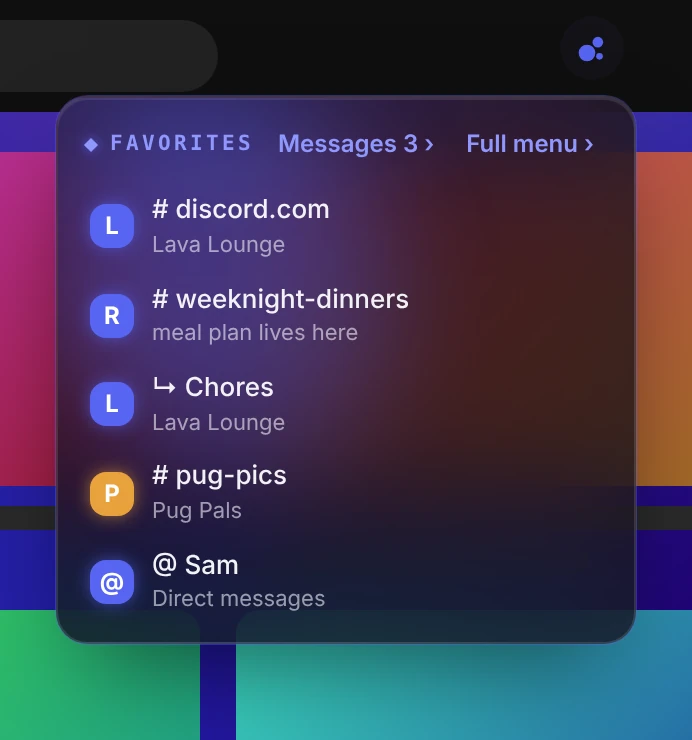 ◆ FAVORITES Messages 3 › Full menu ›
L # discord.com
Lava Lounge
R # weeknight-dinners
meal plan lives here
L ↳ Chores
Lava Lounge
P # pug-pics
Pug Pals
@ @ Sam
Direct messages